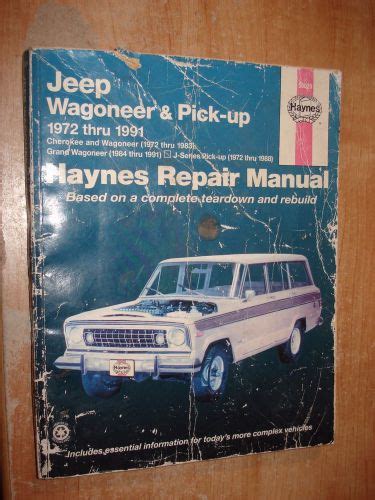 Jeep
Wagoneer & Pick-up
1972 thru 1991
Cherokee and Wagoneer (1972 thru 1983)
Grand Wagoneer (1984 thru 1991) J-Series Pick-up (1972 thru 1988)
Haynes
Haynes Repair Manual
Based on a complete teardown and rebuild
Haynes
Includes essential information for today's more complex vehicles